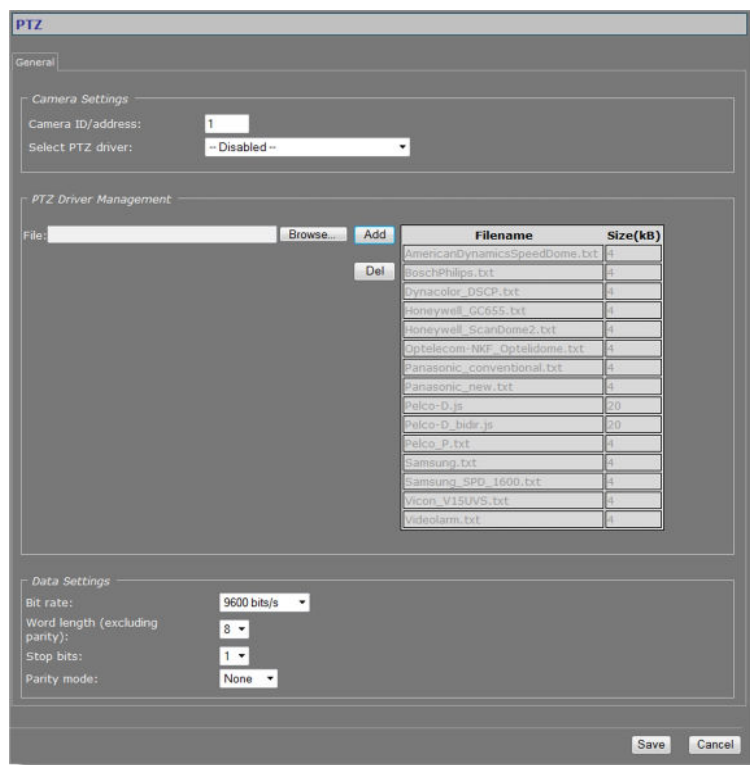 PTZ
General
Camera Settings
Camera ID/address: 1
Select PTZ driver: -- Disabled --
PTZ Driver Management
File: Browse... Add
Del
Filename Size(kB)
AmericanDynamicsSpeedDome.txt 4
BoschPhilips.txt 4
Dynacolor_DSCP.txt 4
Honeywell_GC655.txt 4
Honeywell_ScanDome2.txt 4
Optelecom-NKF_Optelidome.txt 4
Panasonic_conventional.txt 4
Panasonic_new.txt 4
Pelco-D.js 20
Pelco-D_bidir.js 20
Pelco_P.txt 4
Samsung.txt 4
Samsung_SPD_1600.txt 4
Vicon_V15UVS.txt 4
Videolarm.txt 4
Data Settings
Bit rate: 9600 bits/s
Word length (excluding
parity): 8
Stop bits: 1
Parity mode: None
Save Cancel